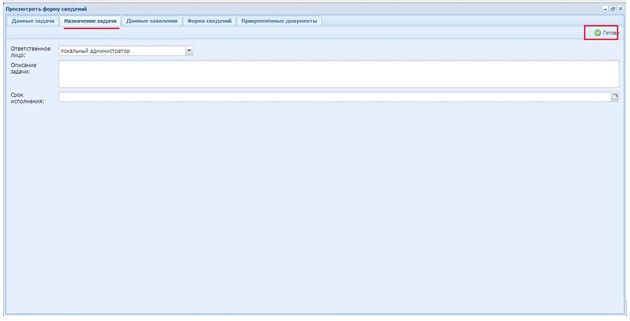 Просмотреть форму сведений
Данные задачи Назначение задачи Данные заявления Форма сведений Прикреплённые документы
Готово
Ответственное лицо: локальный администратор
Описание задачи:
Срок исполнения: